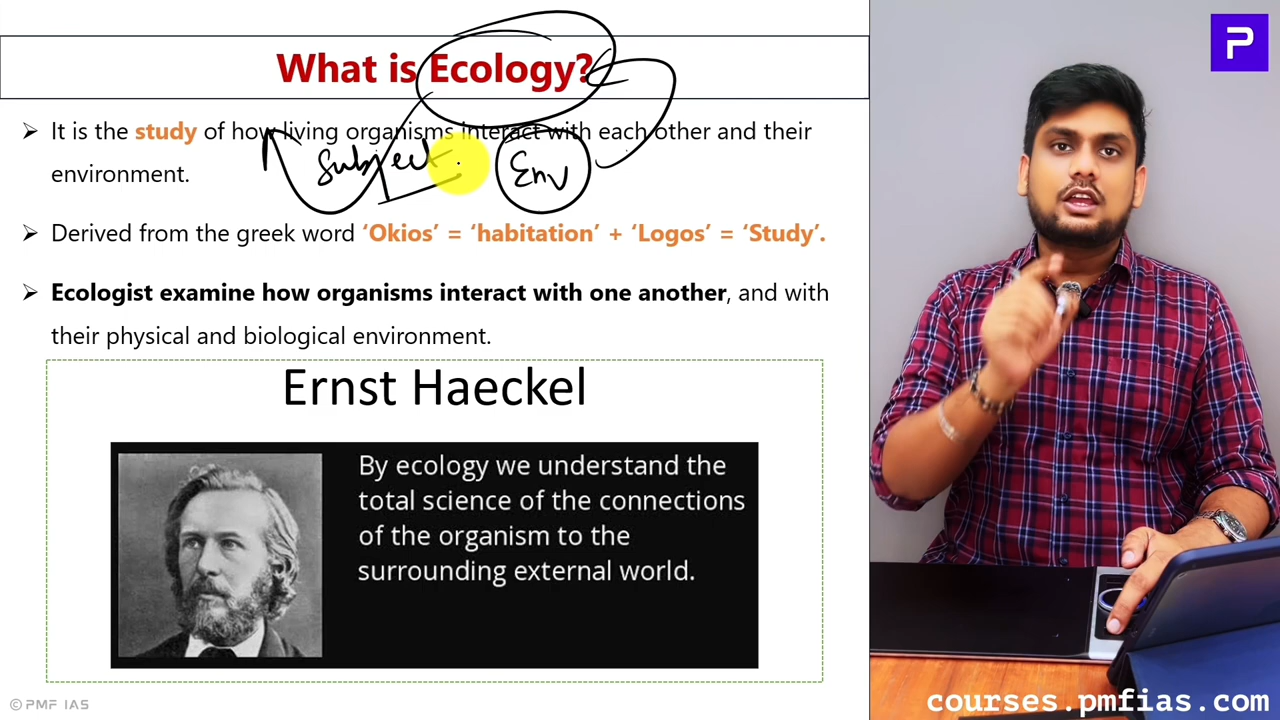 What is Ecology?
➢ It is the study of how living organisms interact with each other and their
environment.
Subject Env
➢ Derived from the greek word ‘Okios’ = ‘habitation’ + ‘Logos’ = ‘Study’.
➢ Ecologist examine how organisms interact with one another, and with
their physical and biological environment.
Ernst Haeckel
By ecology we understand the
total science of the connections
of the organism to the
surrounding external world.
© PMF IAS
P
courses.pmfias.com